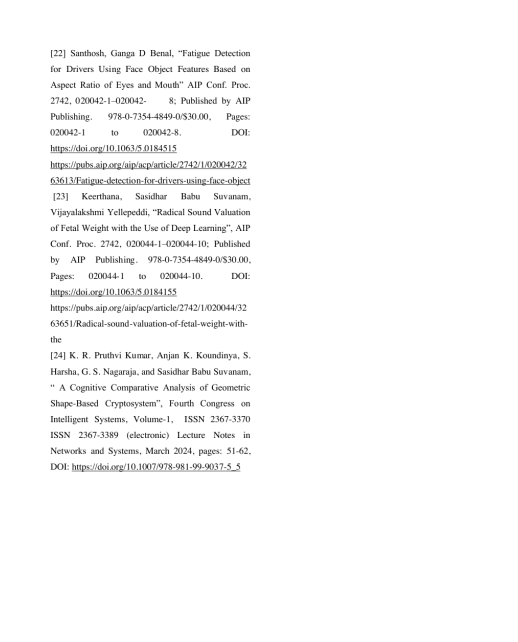 [22] Santhosh, Ganga D Benal, “Fatigue Detection
for Drivers Using Face Object Features Based on
Aspect Ratio of Eyes and Mouth” AIP Conf. Proc.
2742, 020042-1–020042- 8; Published by AIP
Publishing. 978-0-7354-4849-0/$30.00, Pages:
020042-1 to 020042-8. DOI:
https://doi.org/10.1063/5.0184515
https://pubs.aip.org/aip/acp/article/2742/1/020042/32
63613/Fatigue-detection-for-drivers-using-face-object
[23] Keerthana, Sasidhar Babu Suvanam,
Vijayalakshmi Yellepeddi, “Radical Sound Valuation
of Fetal Weight with the Use of Deep Learning”, AIP
Conf. Proc. 2742, 020044-1–020044-10; Published
by AIP Publishing. 978-0-7354-4849-0/$30.00,
Pages: 020044-1 to 020044-10. DOI:
https://doi.org/10.1063/5.0184155
https://pubs.aip.org/aip/acp/article/2742/1/020044/32
63651/Radical-sound-valuation-of-fetal-weight-with-
the
[24] K. R. Pruthvi Kumar, Anjan K. Koundinya, S.
Harsha, G. S. Nagaraja, and Sasidhar Babu Suvanam,
“ A Cognitive Comparative Analysis of Geometric
Shape-Based Cryptosystem”, Fourth Congress on
Intelligent Systems, Volume-1, ISSN 2367-3370
ISSN 2367-3389 (electronic) Lecture Notes in
Networks and Systems, March 2024, pages: 51-62,
DOI: https://doi.org/10.1007/978-981-99-9037-5_5